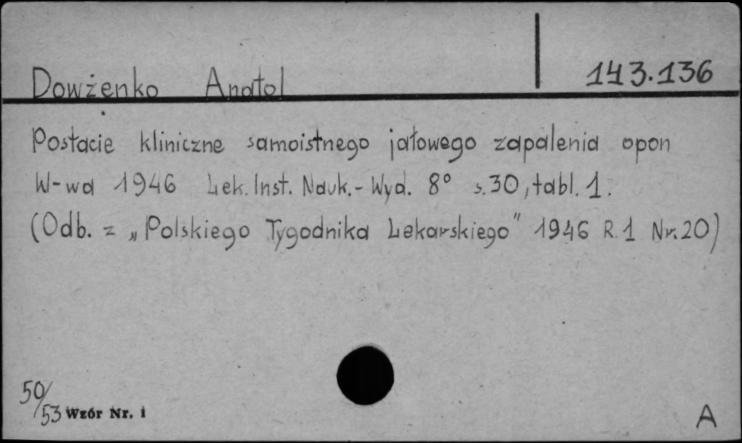 Dowżenko Anatol 143.136
Postacie kliniczne samoistnego jałowego zapalenia opon
W-wa 1946 Lek. Inst. Nauk.-Wyd. 8° s.30, tabl. 1.
(Odb. z „Polskiego Tygodnika Lekarskiego" 1946 R.1 Nr.20)
50/53 Wzór Nr. 1
A